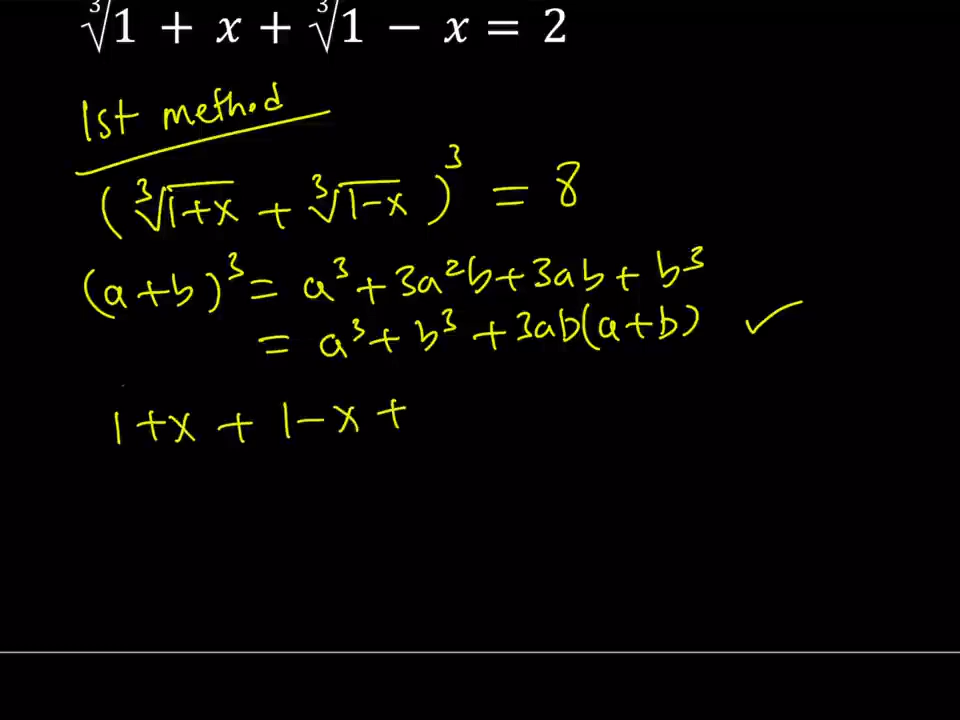 ∛1 + x + ∛1 − x = 2
1st method
(∛(1+x) + ∛(1-x))³ = 8
(a+b)³ = a³ + 3a²b + 3ab + b³
= a³ + b³ + 3ab(a+b) ✓
1+x + 1-x +